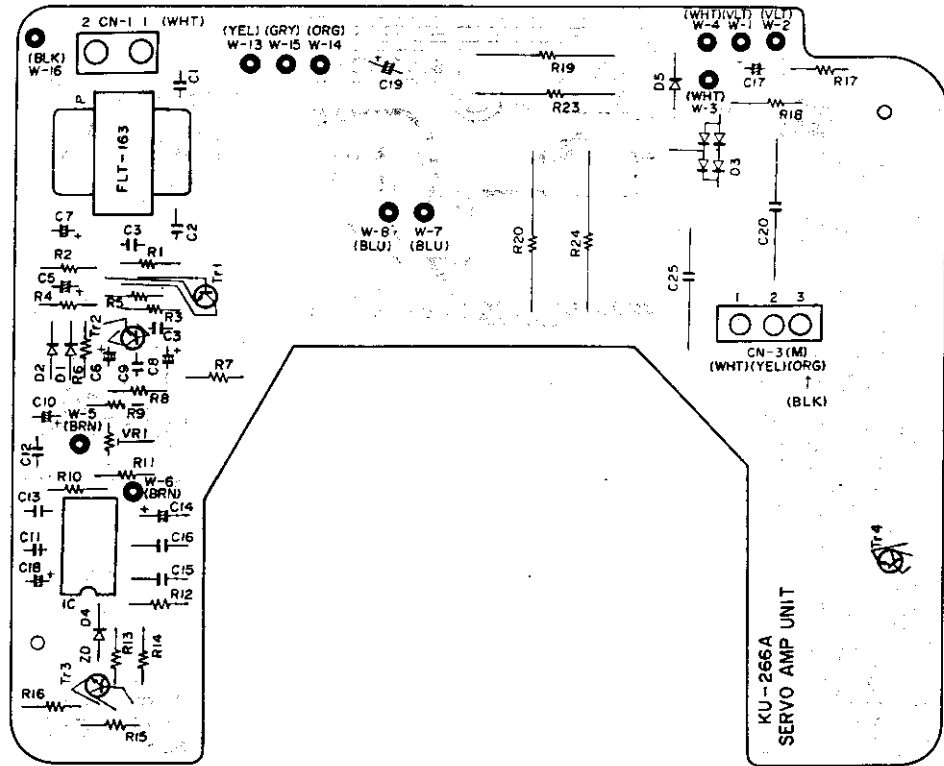 2 CN-1 1 (WHT)
(BLK)
W-16
(YEL) (GRY) (ORG)
W-13 W-15 W-14
(WHT)(VLT) (VLT)
W-4 W-1 W-2
C1
C19
R19
R23
D5
(WHT)
W-3
C17
R17
R18
P
FLT-163
D3
C7
C3
C2
R2
R1
C5
R4
R5
R3
Tr1
Tr2
C3
W-8 W-7
(BLU) (BLU)
R20
R24
C25
C20
1 2 3
CN-3(M)
(WHT)(YEL)(ORG)
↑
(BLK)
D2
D1
R6
C6
C9
C8
R7
R8
R9
C10
W-5
(BRN)
VR1
C12
R11
R10
W-6
(BRN)
C13
C14
C11
C16
C18
C15
R12
IC
D4
ZD
R13
R14
Tr3
R16
R15
Tr4
KU-266A
SERVO AMP UNIT